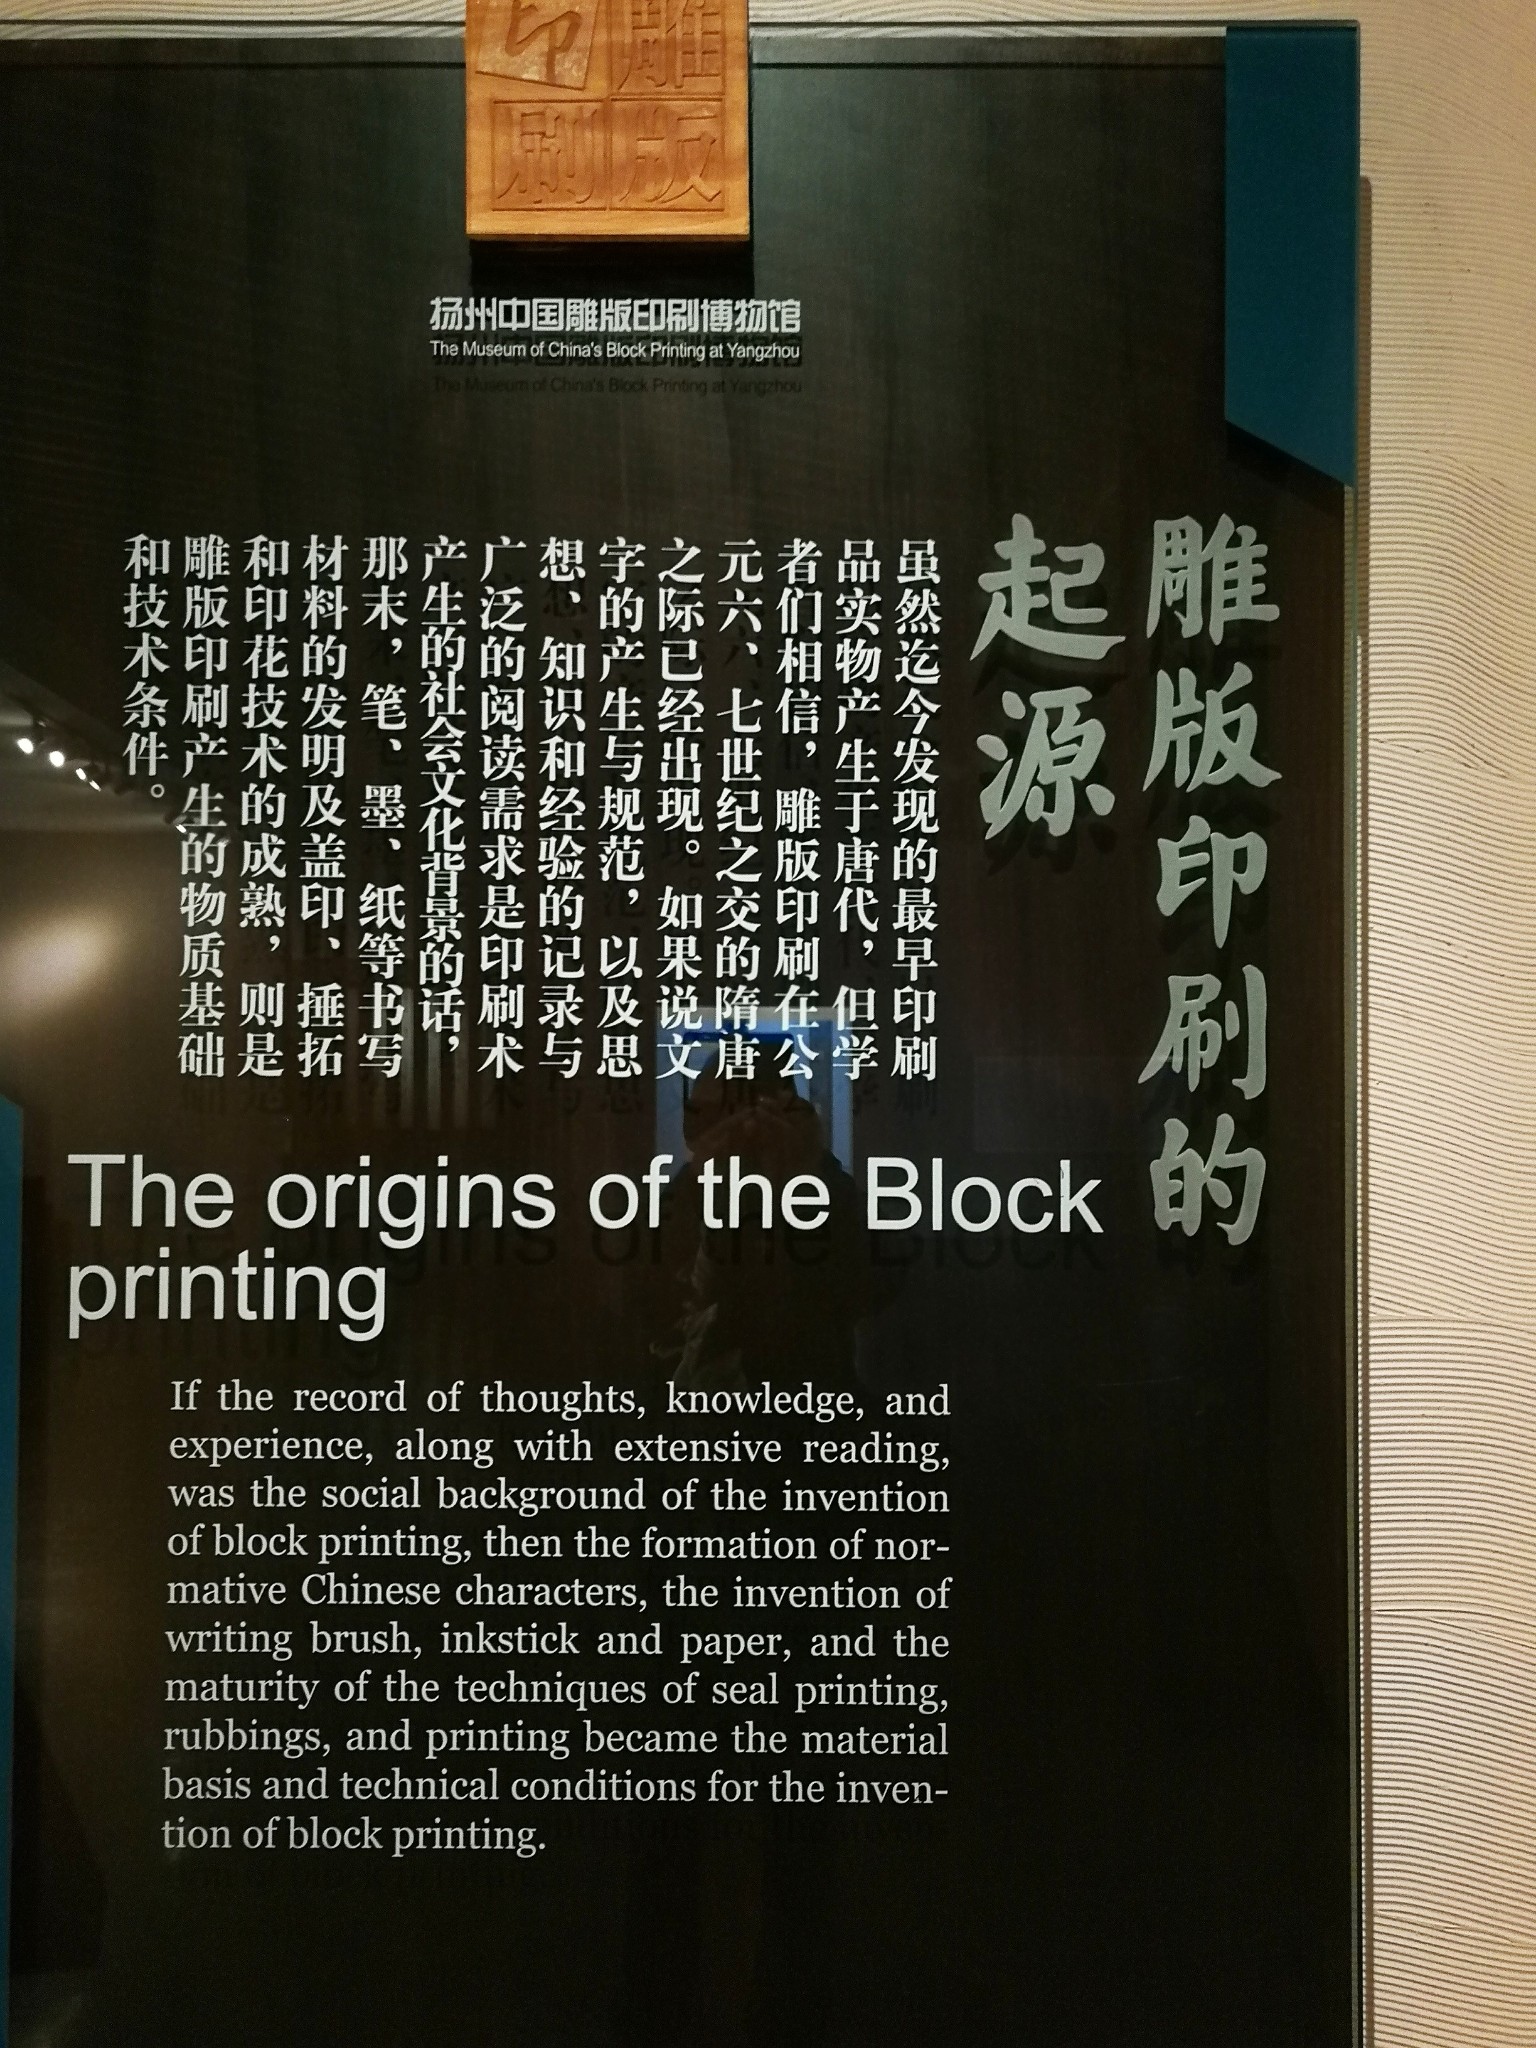 雕版
印刷
扬州中国雕版印刷博物馆
The Museum of China's Block Printing at Yangzhou
雕版印刷的
起源
虽然迄今发现的最早印刷
品实物产生于唐代，但学
者们相信，雕版印刷在公
元六、七世纪之交的隋唐
之际已经出现。如果说文
字的产生与规范，以及思
想、知识和经验的记录与
广泛的阅读需求是印刷术
产生的社会文化背景的话，
那末，笔、墨、纸等书写
材料的发明及盖印、捶拓
和印花技术的成熟，则是
雕版印刷产生的物质基础
和技术条件。
The origins of the Block
printing
If the record of thoughts, knowledge, and
experience, along with extensive reading,
was the social background of the invention
of block printing, then the formation of nor-
mative Chinese characters, the invention of
writing brush, inkstick and paper, and the
maturity of the techniques of seal printing,
rubbings, and printing became the material
basis and technical conditions for the inven-
tion of block printing.